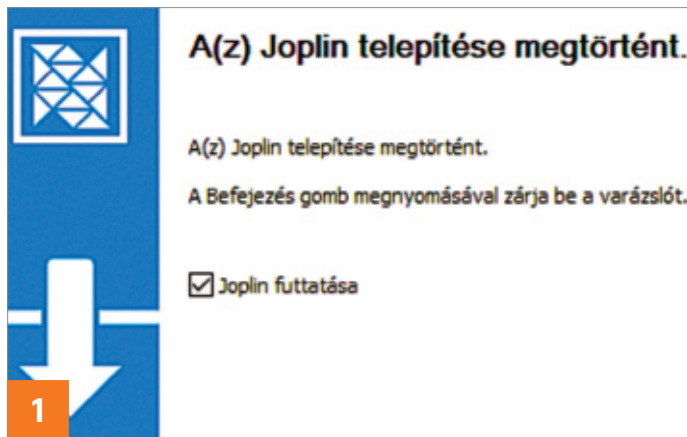 A(z) Joplin telepítése megtörtént.
A(z) Joplin telepítése megtörtént.
A Befejezés gomb megnyomásával zárja be a varázslót.
Joplin futtatása
1